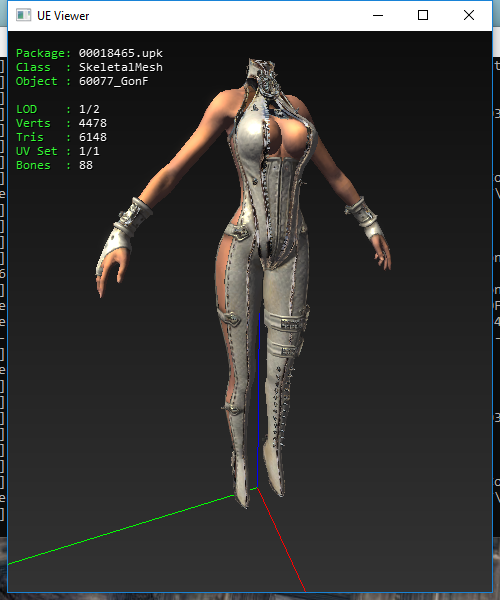 UE Viewer
Package: 00018465.upk
Class : SkeletalMesh
Object : 60077_GonF
LOD : 1/2
Verts : 4478
Tris : 6148
UV Set : 1/1
Bones : 88